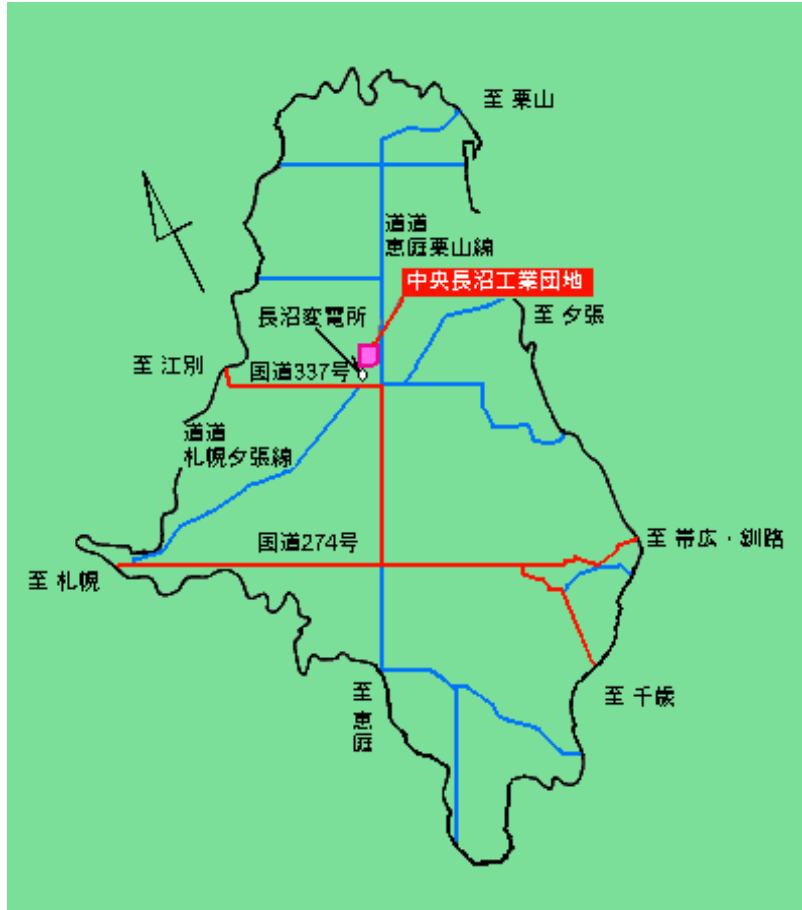 至 栗山
道道
恵庭栗山線
中央長沼工業団地
長沼変電所
至 夕張
至 江別
国道337号
道道
札幌夕張線
国道274号
至 帯広・釧路
至 札幌
至 千歳
至
恵
庭